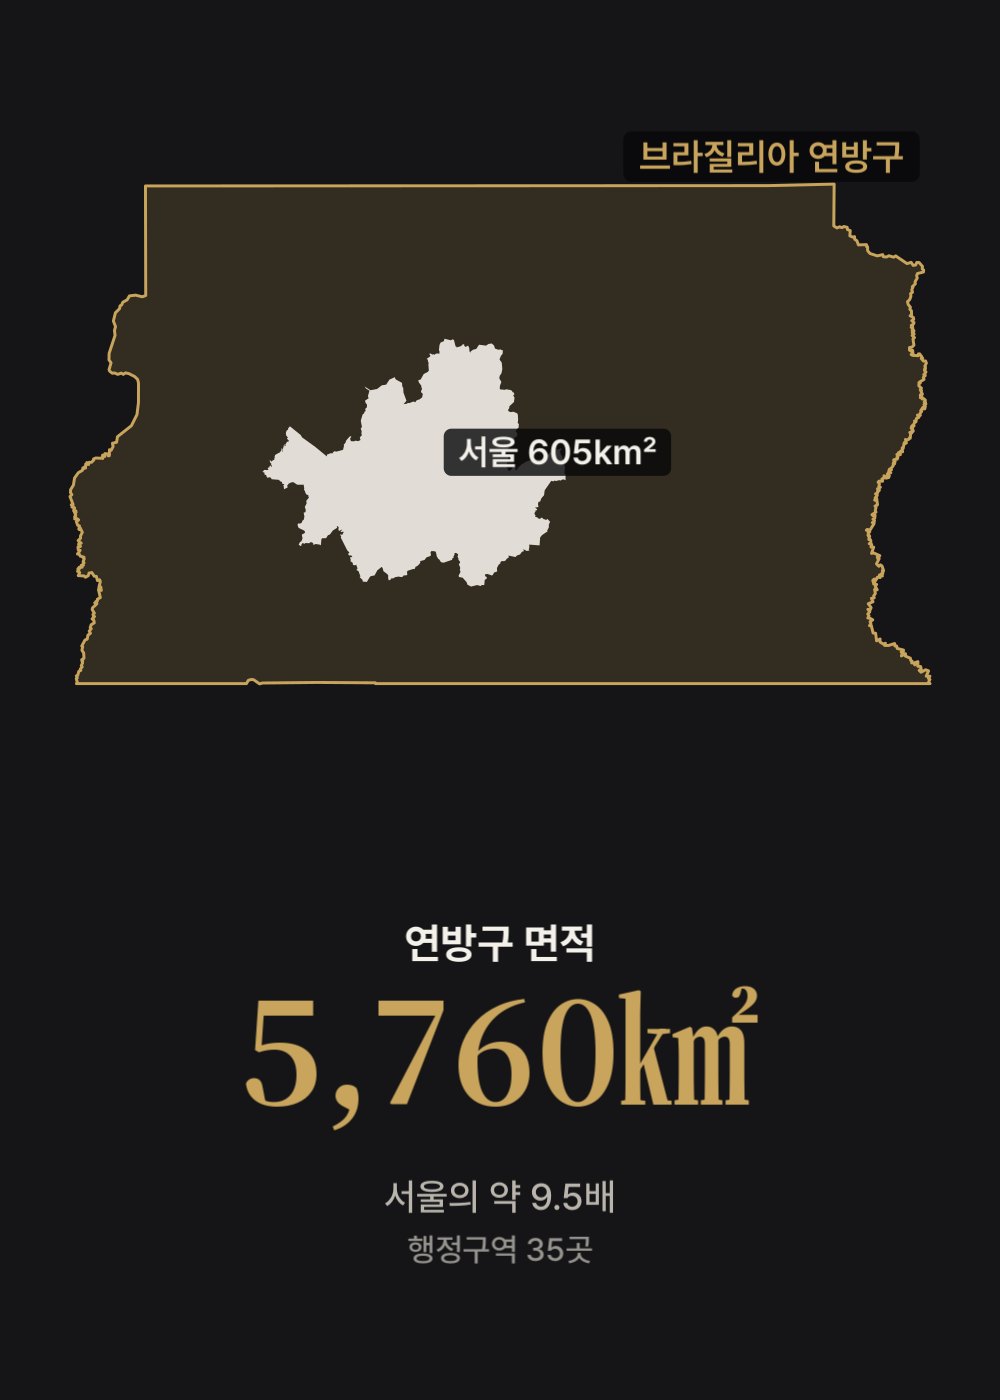 브라질리아 연방구
서울 605km²
연방구 면적
5,760㎢
서울의 약 9.5배
행정구역 35곳